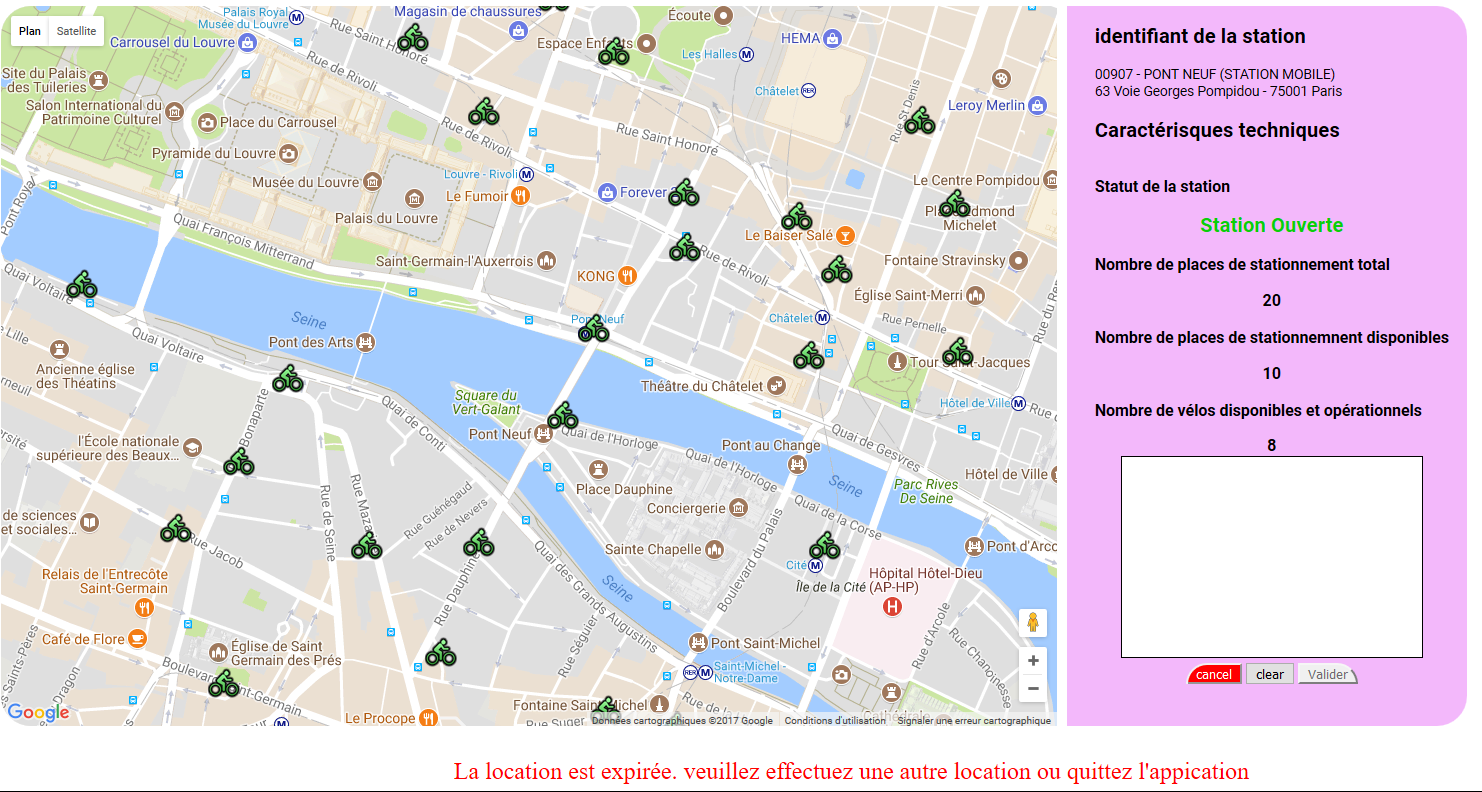 Plan
Satellite
Palais Royal
Musée du Louvre
Magasin de chaussures
Écoute
Carrousel du Louvre
Rue Saint Honoré
Espace Enfants
HEMA
Les Halles
Site du Palais
des Tuileries
Rue de Rivoli
Châtelet
Leroy Merlin
Salon International du
Patrimoine Culturel
Place du Carrousel
Rue de Rivoli
Rue Saint Honoré
Rue St Denis
Pyramide du Louvre
Musée du Louvre
Louvre - Rivoli
Le Fumoir
Forever
Le Centre Pompidou
Pont Royal
Palais du Louvre
Michelet
Quai François Mitterrand
Le Baiser Salé
Saint-Germain-l'Auxerrois
KONG
Rue de Rivoli
Fontaine Stravinsky
Quai Voltaire
Église Saint-Merri
Rue du Ren
Seine
Pont Neuf
Châtelet
Rue Pernelle
Quai Voltaire
Pont des Arts
e Lille
Ancienne église
des Théatins
Tour Saint-Jacques
Théâtre du Châtelet
rneuil
Bonaparte
Square du
Vert-Galant
Quai de Conti
Hôtel de Ville
Rue d
Pont Neuf
Quai de l'Horloge
Pont au Change
Quai de Gesvres
l'École nationale
supérieure des Beaux...
Quai de l'Horloge
Seine
Hôtel de Ville
Place Dauphine
Parc Rives
De Seine
Rue de Seine
Rue Maza
Rue Guénégaud
Rue de Nevers
Conciergerie
de sciences
et sociales...
Quai de la Corse
Rue Jacob
Sainte Chapelle
Boulevard du Palais
Pont d'Arco
Cité
Île de la Cité
Hôpital Hôtel-Dieu
(AP-HP)
Relais de l'Entrecôte
Saint-Germain
Rue Dauphine
Quai des Grands Augustins
Seine
Rue d'Arcole
Café de Flore
Église de Saint
Germain des Prés
Rue Séguier
Pont Saint-Michel
Rue Chanoinesse
Saint-Michel -
Notre-Dame
Boulevard Saint-Germain
Dragon
Fontaine Saint-Michel
Le Procope
Rue Suger
Cathédrale
Google
Données cartographiques ©2017 Google
Conditions d'utilisation
Signaler une erreur cartographique
identifiant de la station
00907 - PONT NEUF (STATION MOBILE)
63 Voie Georges Pompidou - 75001 Paris
Caractérisques techniques
Statut de la station
Station Ouverte
Nombre de places de stationnement total
20
Nombre de places de stationnemnent disponibles
10
Nombre de vélos disponibles et opérationnels
8
cancel
clear
Valider
La location est expirée. veuillez effectuez une autre location ou quittez l'appication